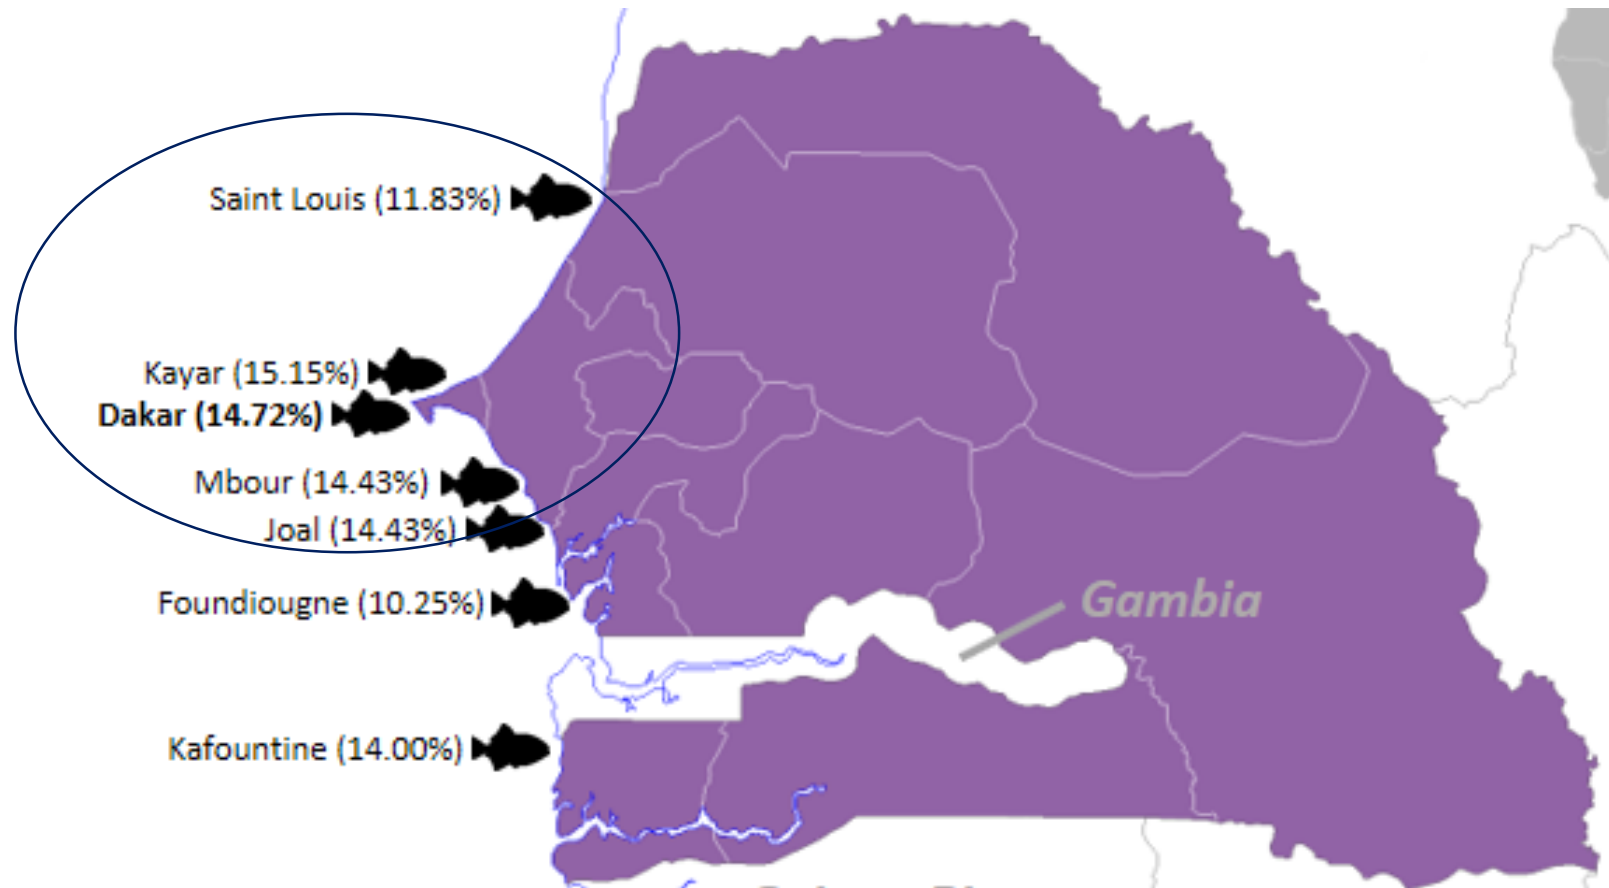 Saint Louis (11.83%)
Kayar (15.15%)
Dakar (14.72%)
Mbour (14.43%)
Joal (14.43%)
Foundiougne (10.25%)
Gambia
Kafountine (14.00%)